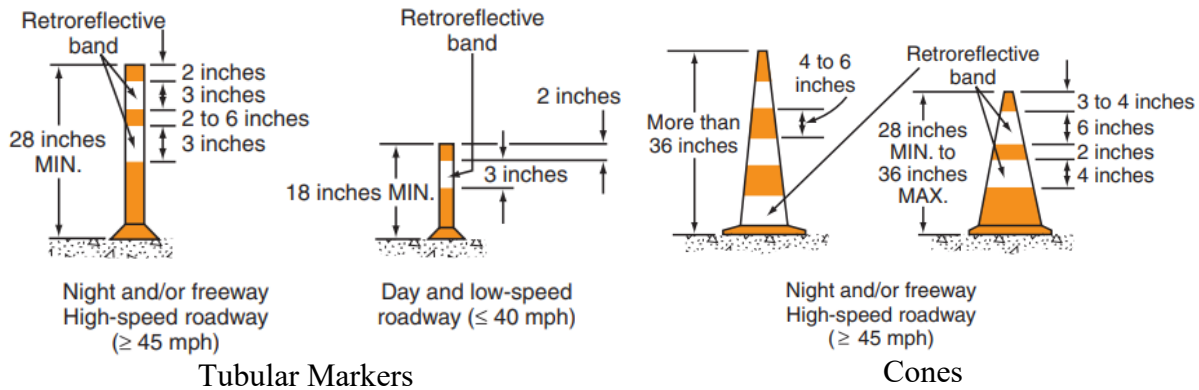 Retroreflective
band
2 inches
3 inches
2 to 6 inches
3 inches
28 inches
MIN.
Night and/or freeway
High-speed roadway
(≥ 45 mph)
Retroreflective
band
2 inches
3 inches
18 inches MIN.
Day and low-speed
roadway (≤ 40 mph)
Tubular Markers
4 to 6
inches
More than
36 inches
Retroreflective
band
3 to 4 inches
6 inches
2 inches
4 inches
28 inches
MIN. to
36 inches
MAX.
Night and/or freeway
High-speed roadway
(≥ 45 mph)
Cones